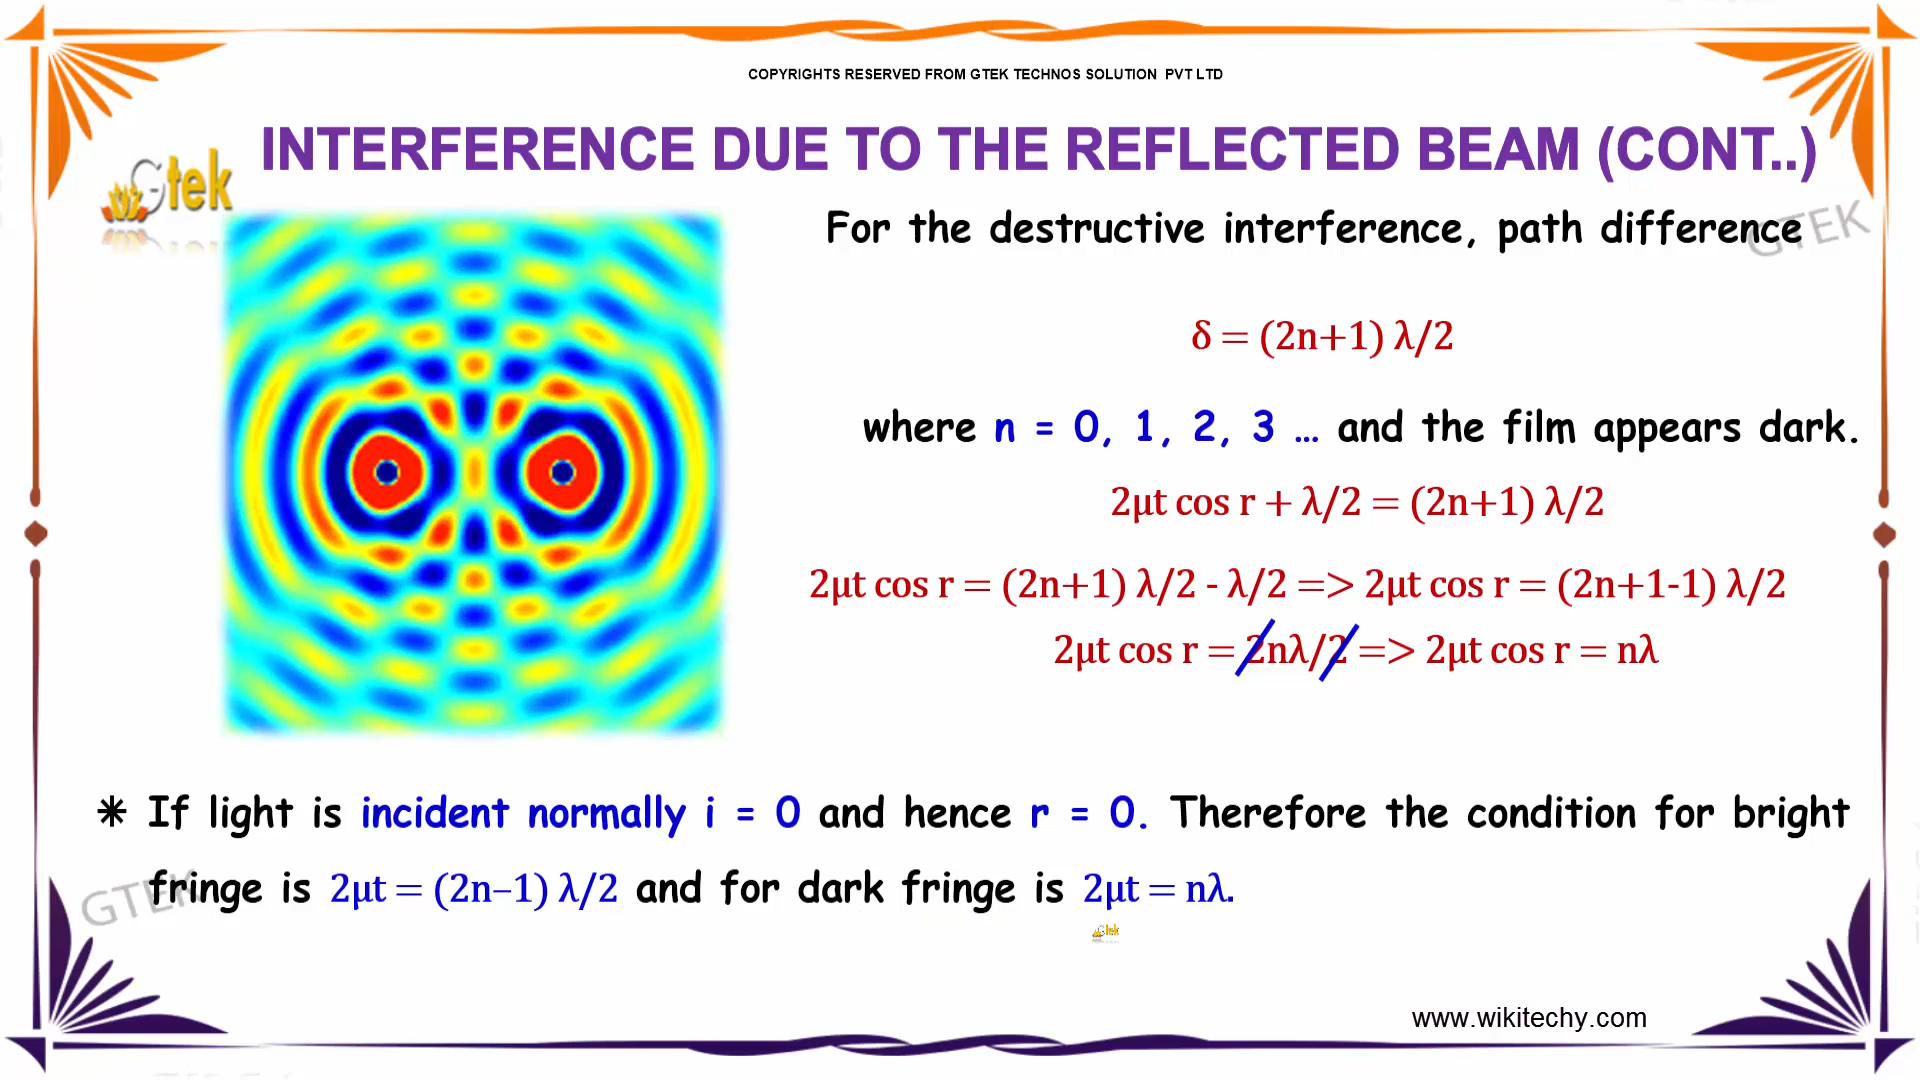 COPYRIGHTS RESERVED FROM GTEK TECHNOS SOLUTION PVT LTD
INTERFERENCE DUE TO THE REFLECTED BEAM (CONT..)
Gtek
For the destructive interference, path difference
GTEK
δ = (2n+1) λ/2
where n = 0, 1, 2, 3 ... and the film appears dark.
2μt cos r + λ/2 = (2n+1) λ/2
2μt cos r = (2n+1) λ/2 - λ/2 => 2μt cos r = (2n+1-1) λ/2
2μt cos r = 2nλ/2 => 2μt cos r = nλ
✳ If light is incident normally i = 0 and hence r = 0. Therefore the condition for bright
fringe is 2μt = (2n–1) λ/2 and for dark fringe is 2μt = nλ.
GTEK
Gtek
www.wikitechy.com